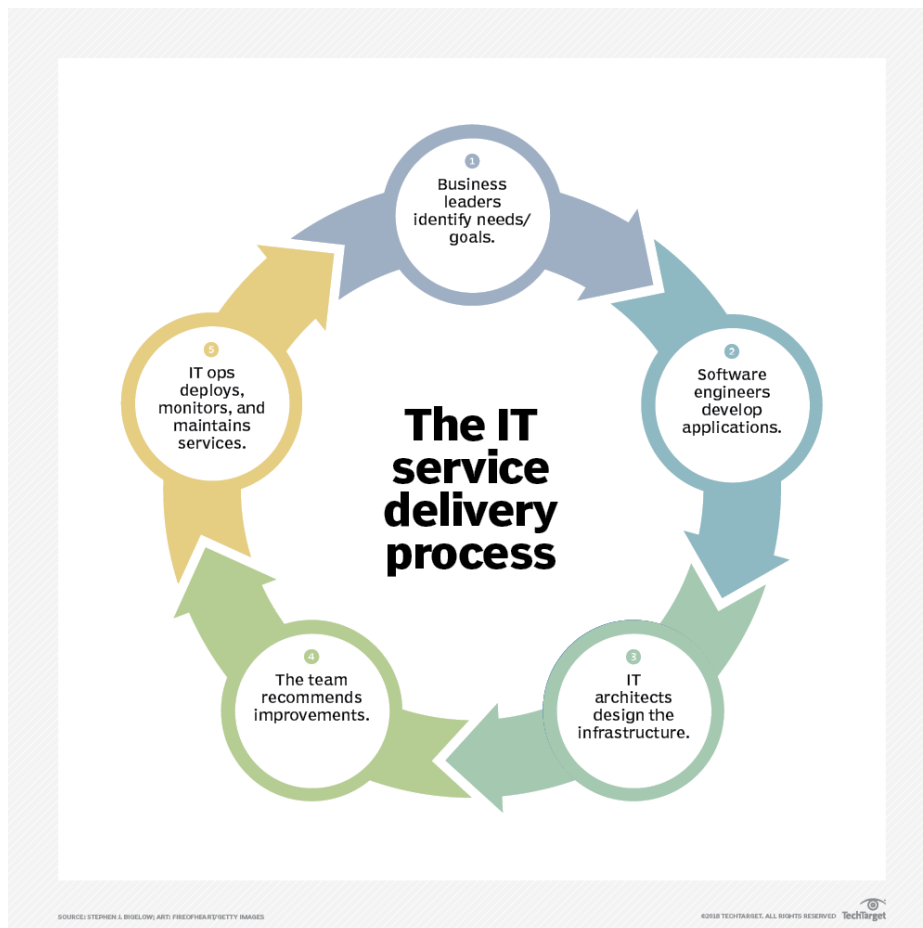 1
Business
leaders
identify needs/
goals.
2
Software
engineers
develop
applications.
3
IT
architects
design the
infrastructure.
4
The team
recommends
improvements.
5
IT ops
deploys,
monitors, and
maintains
services.
The IT
service
delivery
process
SOURCE: STEPHEN J. BIGELOW; ART: FIREOFHEART/GETTY IMAGES
©2018 TECHTARGET. ALL RIGHTS RESERVED TechTarget